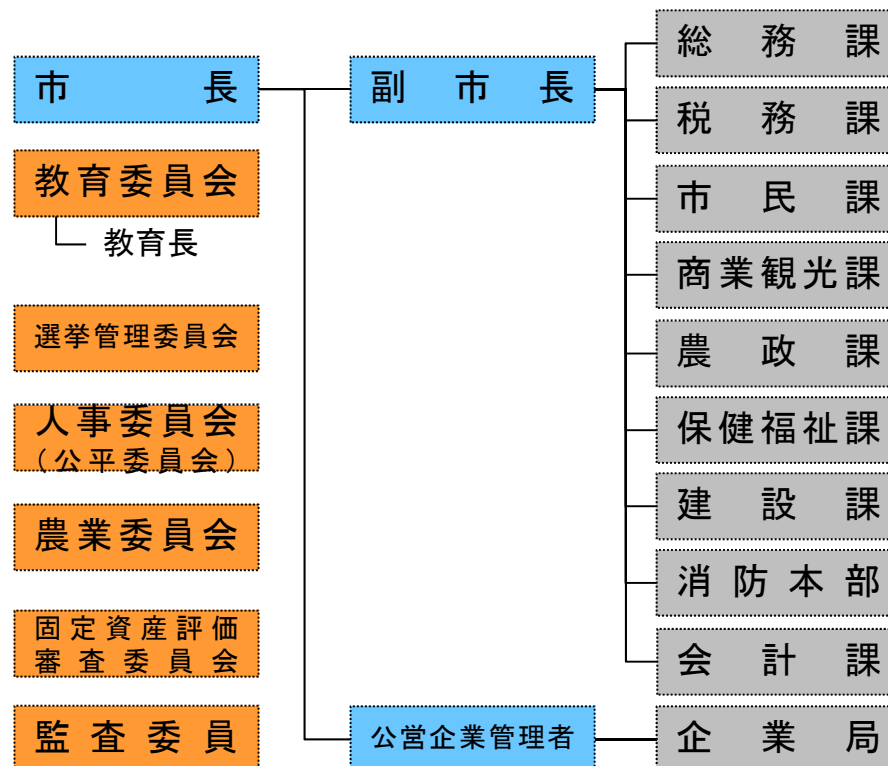 市長
教育委員会
教育長
選挙管理委員会
人事委員会
（公平委員会）
農業委員会
固定資産評価
審査委員会
監査委員
副市長
公営企業管理者
総務課
税務課
市民課
商業観光課
農政課
保健福祉課
建設課
消防本部
会計課
企業局